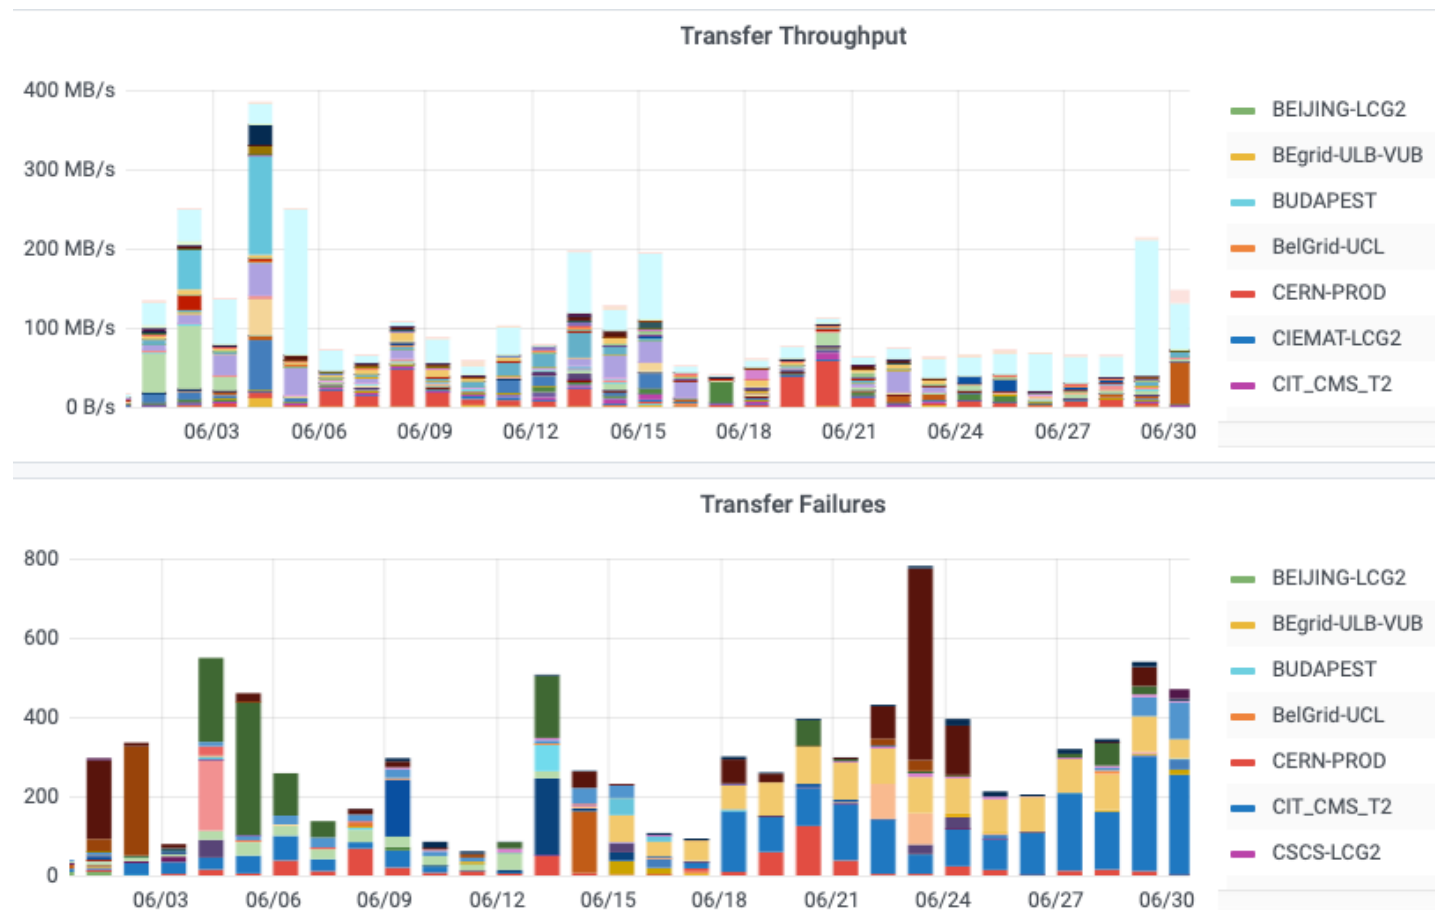 Transfer Throughput
400 MB/s
300 MB/s
200 MB/s
100 MB/s
0 B/s
06/03 06/06 06/09 06/12 06/15 06/18 06/21 06/24 06/27 06/30
BEIJING-LCG2
BEgrid-ULB-VUB
BUDAPEST
BelGrid-UCL
CERN-PROD
CIEMAT-LCG2
CIT_CMS_T2
Transfer Failures
800
600
400
200
0
06/03 06/06 06/09 06/12 06/15 06/18 06/21 06/24 06/27 06/30
BEIJING-LCG2
BEgrid-ULB-VUB
BUDAPEST
BelGrid-UCL
CERN-PROD
CIT_CMS_T2
CSCS-LCG2